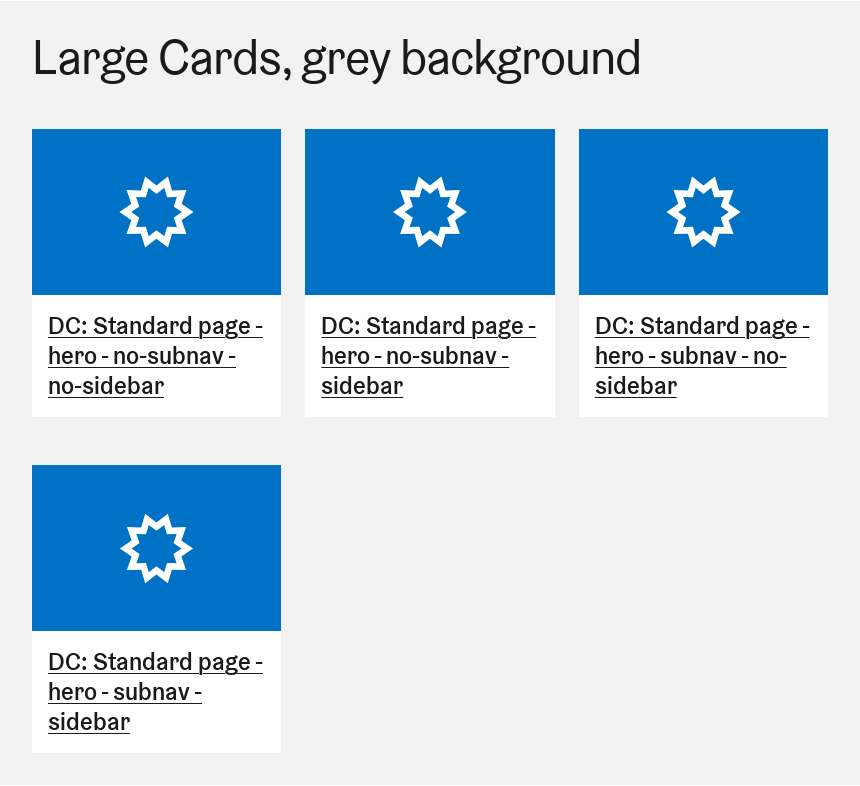 Large Cards, grey background
DC: Standard page -
hero - no-subnav -
no-sidebar
DC: Standard page -
hero - no-subnav -
sidebar
DC: Standard page -
hero - subnav - no-
sidebar
DC: Standard page -
hero - subnav -
sidebar